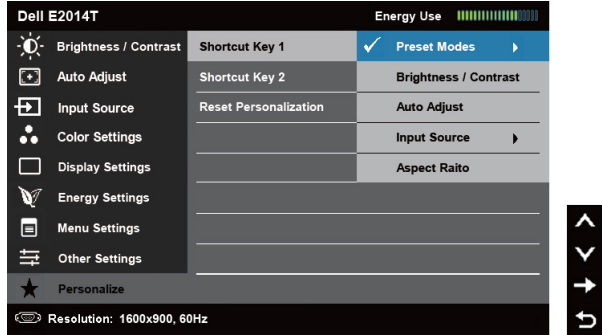 Dell E2014T
Energy Use
Brightness / Contrast
Shortcut Key 1
Preset Modes
Auto Adjust
Shortcut Key 2
Brightness / Contrast
Input Source
Reset Personalization
Auto Adjust
Color Settings
Input Source
Display Settings
Aspect Raito
Energy Settings
Menu Settings
Other Settings
Personalize
Resolution: 1600x900, 60Hz